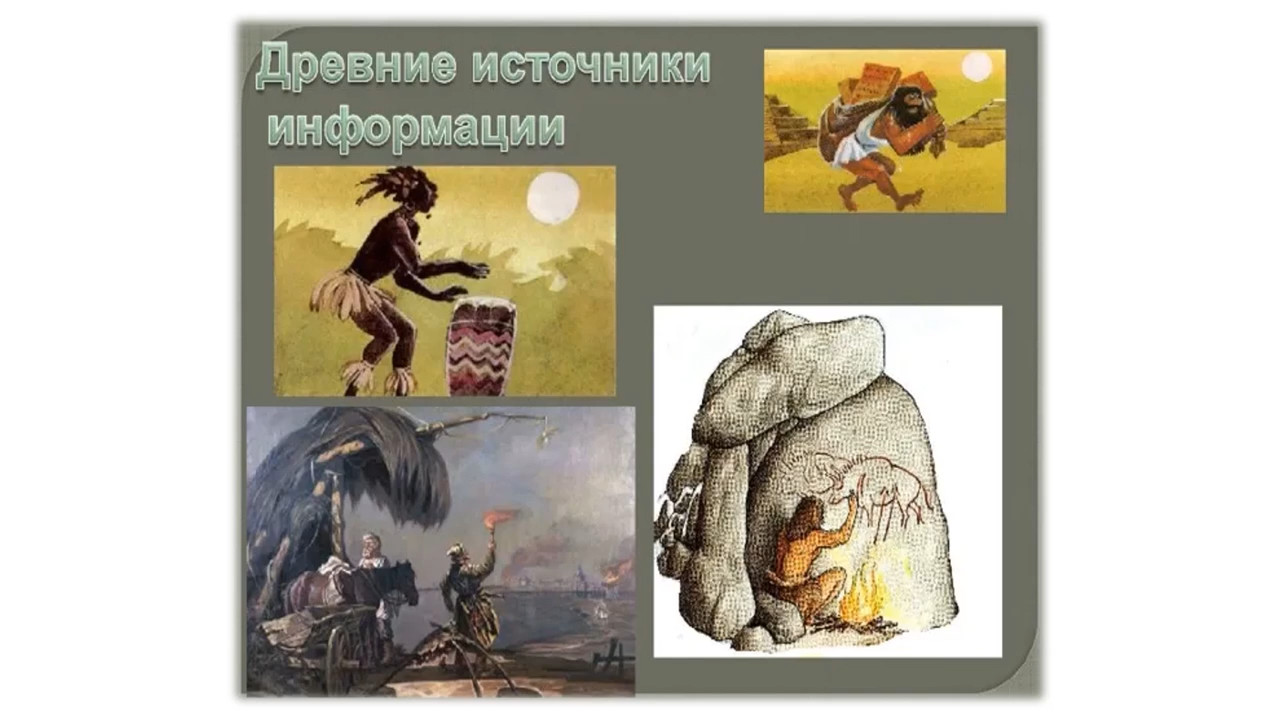 Древние источники
информации